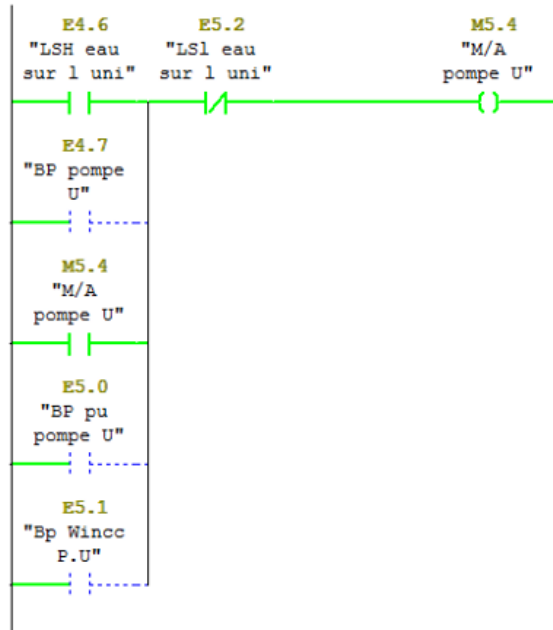 E4.6 E5.2 M5.4
"LSH eau "LSl eau "M/A
sur l uni" sur l uni" pompe U"
E4.7
"BP pompe
U"
M5.4
"M/A
pompe U"
E5.0
"BP pu
pompe U"
E5.1
"Bp Wincc
P.U"